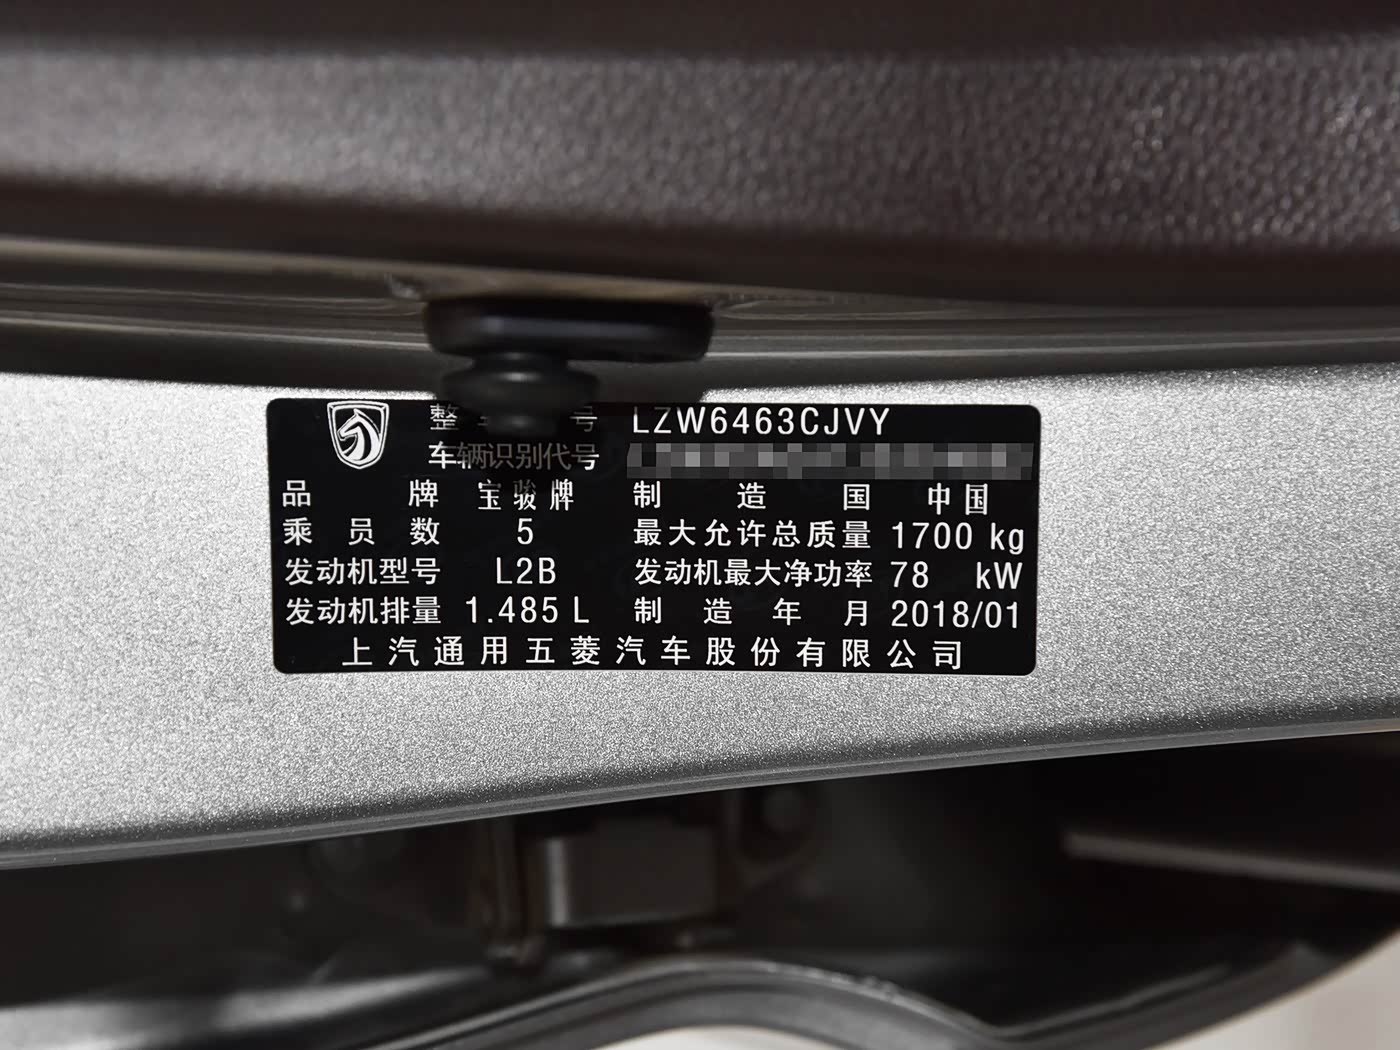 整车型号 LZW6463CJVY
车辆识别代号
品牌 宝骏牌 制造国 中国
乘员数 5 最大允许总质量 1700 kg
发动机型号 L2B 发动机最大净功率 78 kW
发动机排量 1.485 L 制造年月 2018/01
上汽通用五菱汽车股份有限公司